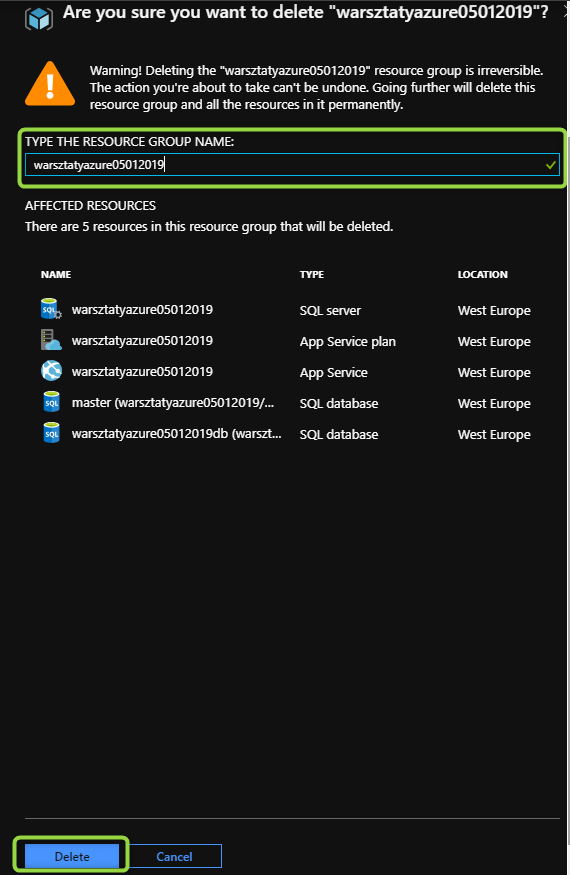 Are you sure you want to delete "warsztatyazure05012019"?
Warning! Deleting the "warsztatyazure05012019" resource group is irreversible.
The action you're about to take can't be undone. Going further will delete this
resource group and all the resources in it permanently.
TYPE THE RESOURCE GROUP NAME:
warsztatyazure05012019
AFFECTED RESOURCES
There are 5 resources in this resource group that will be deleted.
NAME TYPE LOCATION
SQL warsztatyazure05012019 SQL server West Europe
warsztatyazure05012019 App Service plan West Europe
warsztatyazure05012019 App Service West Europe
SQL master (warsztatyazure05012019/... SQL database West Europe
SQL warsztatyazure05012019db (warszt... SQL database West Europe
Delete Cancel